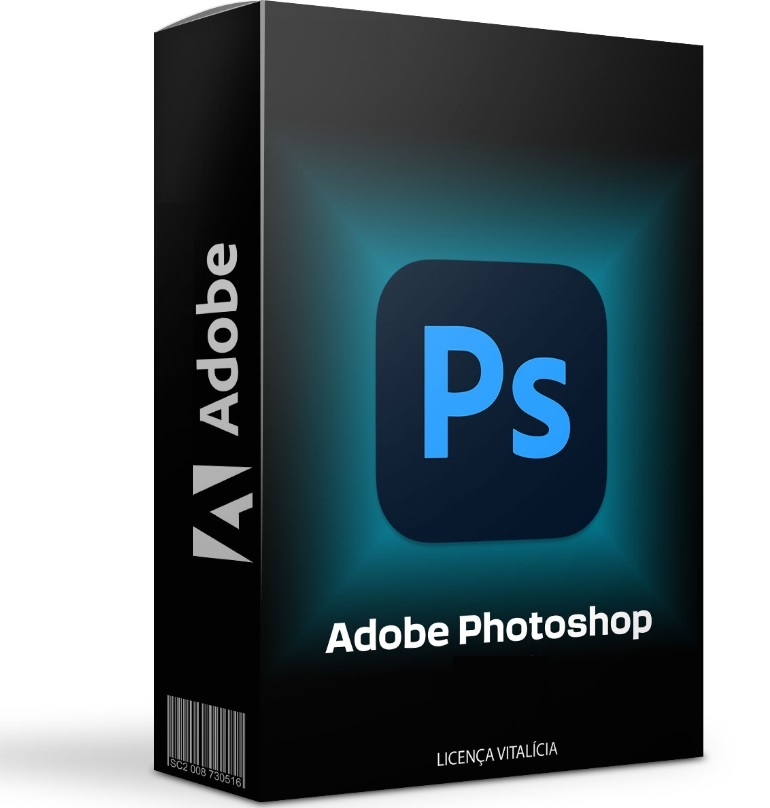 Adobe
SC2 008 730516
Ps
Adobe Photoshop
LICENÇA VITALÍCIA